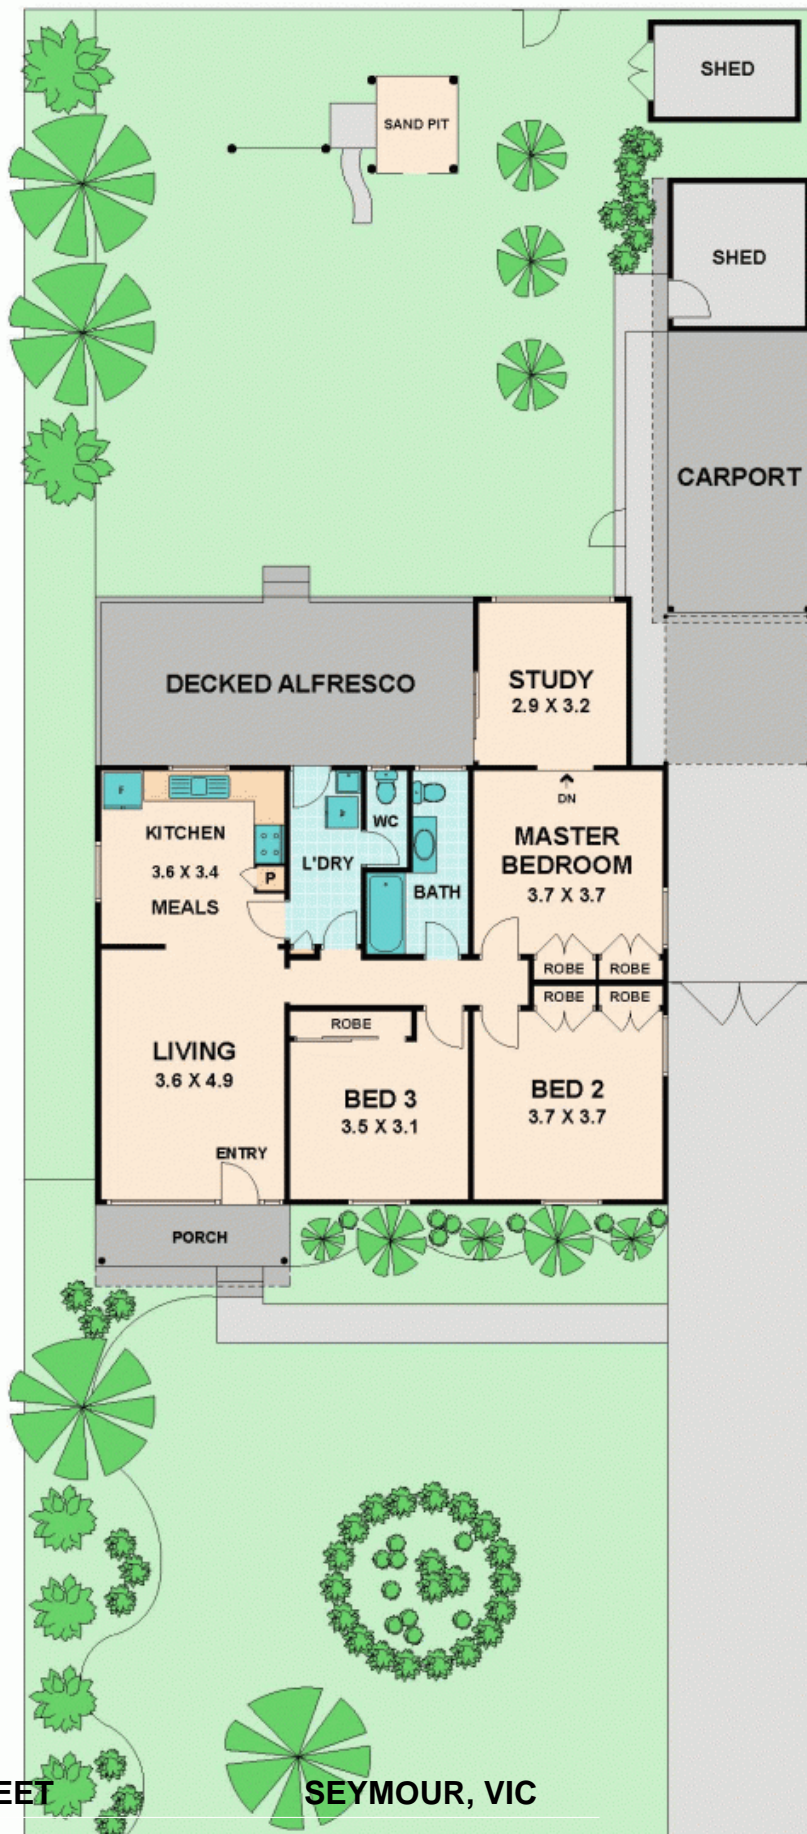 SHED
SAND PIT
SHED
CARPORT
DECKED ALFRESCO
STUDY
2.9 X 3.2
DN
F
KITCHEN
3.6 X 3.4
P
MEALS
L'DRY
WC
BATH
MASTER
BEDROOM
3.7 X 3.7
ROBE ROBE
ROBE ROBE
ROBE
LIVING
3.6 X 4.9
BED 3
3.5 X 3.1
BED 2
3.7 X 3.7
ENTRY
PORCH
EET SEYMOUR, VIC